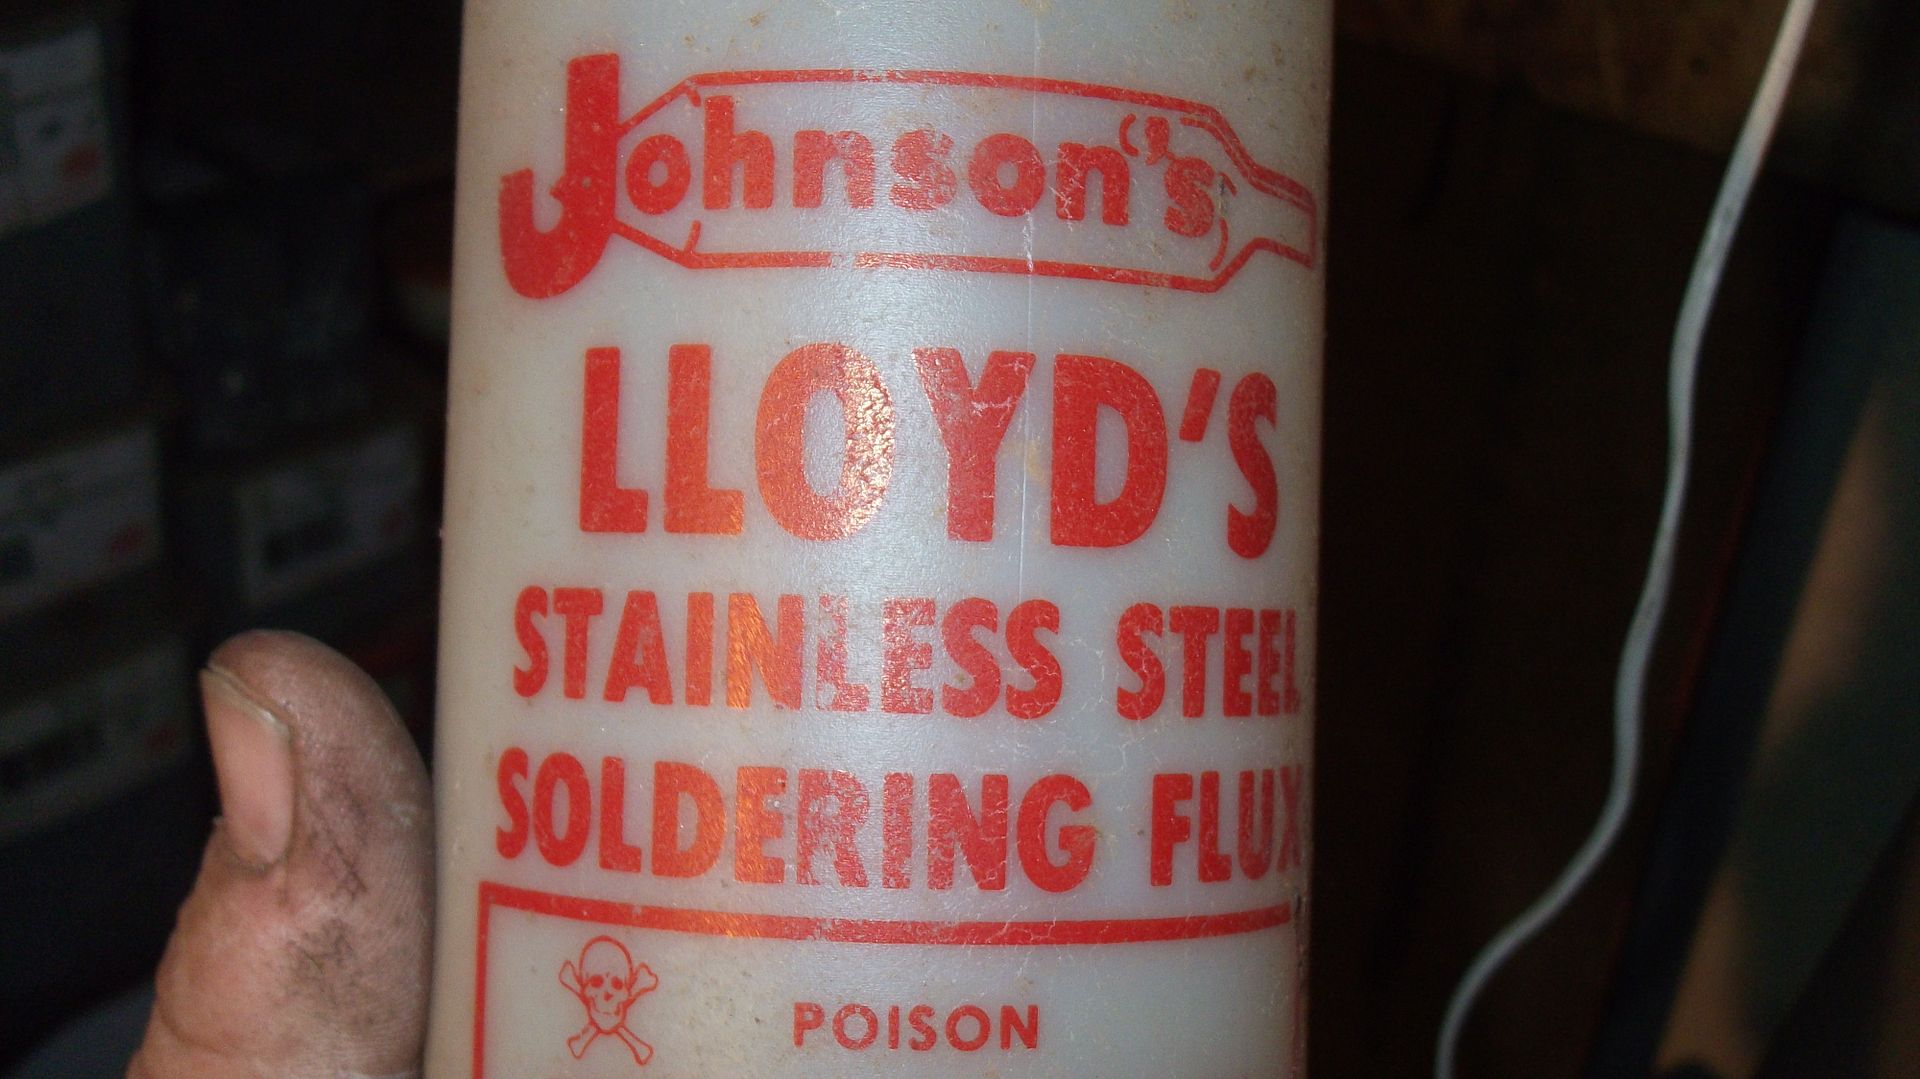 Johnson's
LLOYD'S
STAINLESS STEEL
SOLDERING FLUX
POISON